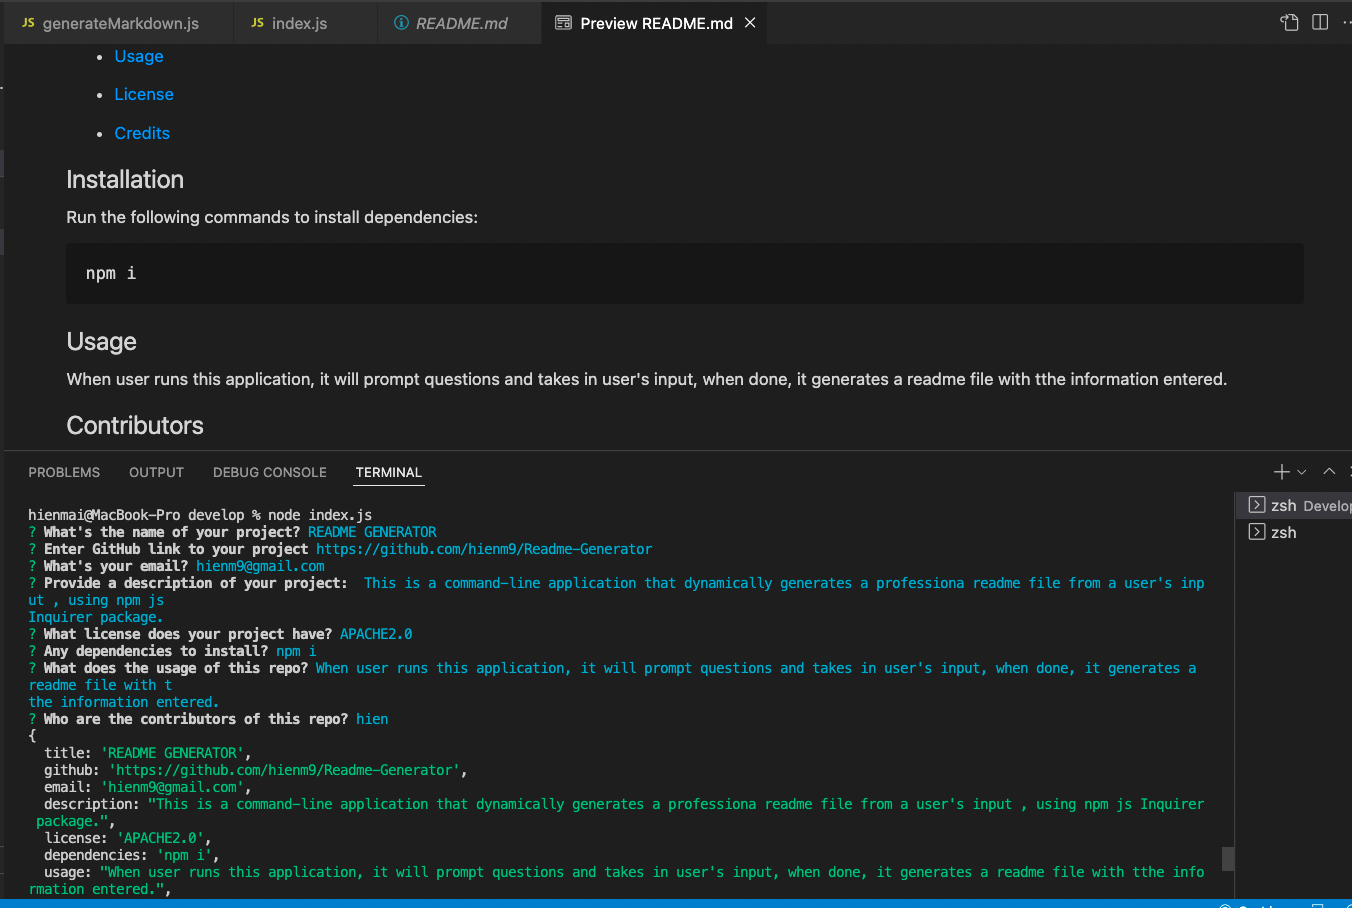 JS generateMarkdown.js JS index.js README.md Preview README.md
Usage
License
Credits
Installation
Run the following commands to install dependencies:
npm i
Usage
When user runs this application, it will prompt questions and takes in user's input, when done, it generates a readme file with tthe information entered.
Contributors
PROBLEMS OUTPUT DEBUG CONSOLE TERMINAL
hienmai@MacBook-Pro develop % node index.js
? What's the name of your project? README GENERATOR
? Enter GitHub link to your project https://github.com/hienm9/Readme-Generator
? What's your email? hienm9@gmail.com
? Provide a description of your project:  This is a command-line application that dynamically generates a professiona readme file from a user's inp
ut , using npm js
Inquirer package.
? What license does your project have? APACHE2.0
? Any dependencies to install? npm i
? What does the usage of this repo? When user runs this application, it will prompt questions and takes in user's input, when done, it generates a
readme file with t
the information entered.
? Who are the contributors of this repo? hien
{
title: 'README GENERATOR',
github: 'https://github.com/hienm9/Readme-Generator',
email: 'hienm9@gmail.com',
description: "This is a command-line application that dynamically generates a professiona readme file from a user's input , using npm js Inquirer
package.",
license: 'APACHE2.0',
dependencies: 'npm i',
usage: "When user runs this application, it will prompt questions and takes in user's input, when done, it generates a readme file with tthe info
rmation entered.",
zsh Develop
zsh